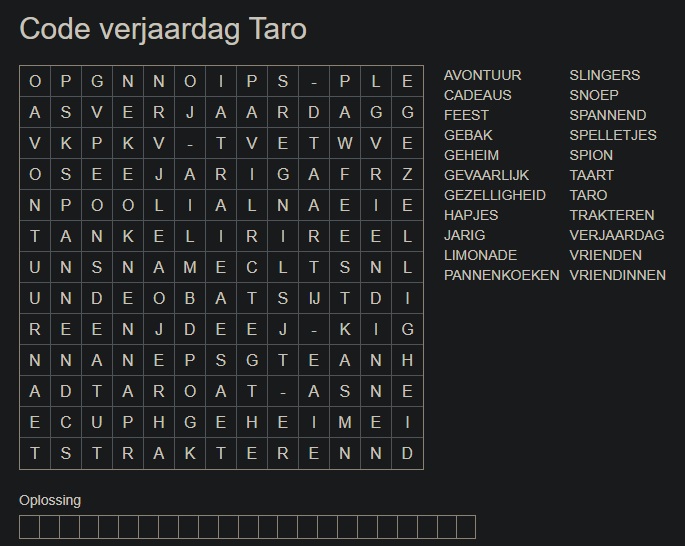 Code verjaardag Taro
O P G N N O I P S - P L E
A S V E R J A A R D A G G
V K P K V - T V E T W V E
O S E E J A R I G A F R Z
N P O O L I A L N A E I E
T A N K E L I R I R E E L
U N S N A M E C L T S N L
U N D E O B A T S IJ T D I
R E E N J D E E J - K I G
N N A N E P S G T E A N H
A D T A R O A T - A S N E
E C U P H G E H E I M E I
T S T R A K T E R E N N D
AVONTUUR SLINGERS
CADEAUS SNOEP
FEEST SPANNEND
GEBAK SPELLETJES
GEHEIM SPION
GEVAARLIJK TAART
GEZELLIGHEID TARO
HAPJES TRAKTEREN
JARIG VERJAARDAG
LIMONADE VRIENDEN
PANNENKOEKEN VRIENDINNEN
Oplossing